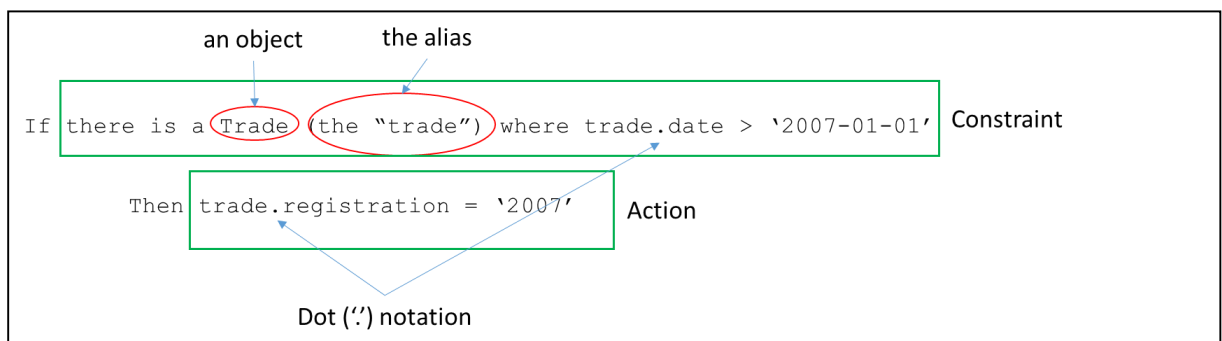 an object the alias
If there is a Trade (the “trade”) where trade.date > ‘2007-01-01’ Constraint
Then trade.registration = ‘2007’ Action
Dot (‘.’) notation